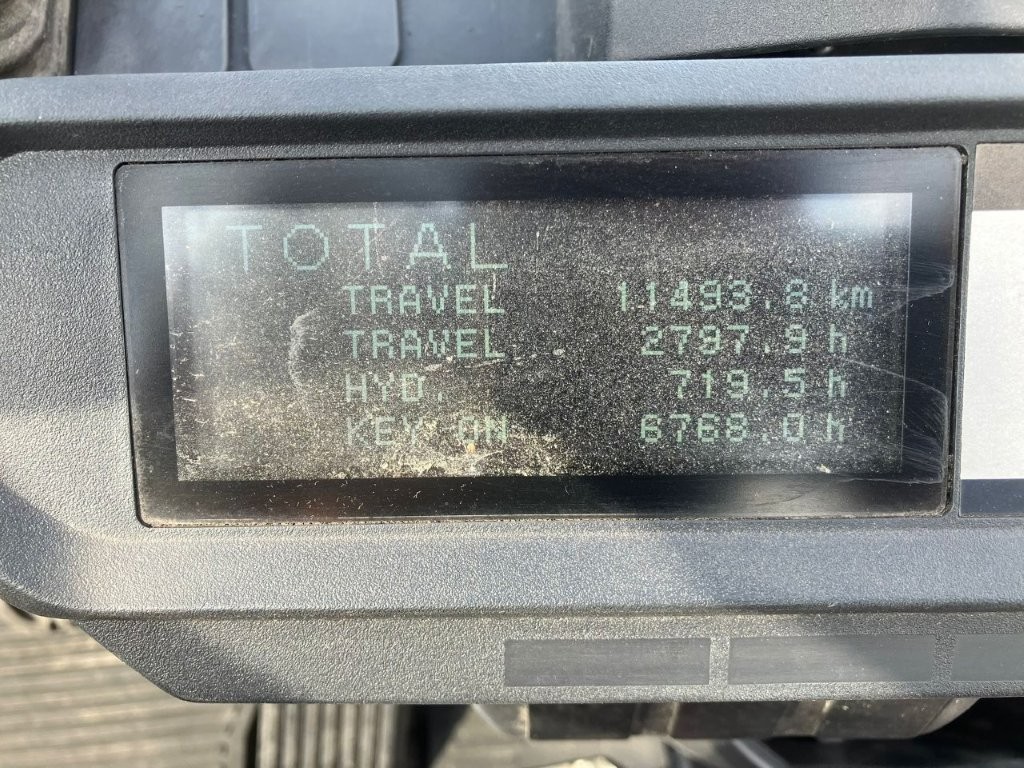 TOTAL
TRAVEL 11493.8 km
TRAVEL 2797.9 h
HYD. 719.5 h
KEY ON 6768.0 h